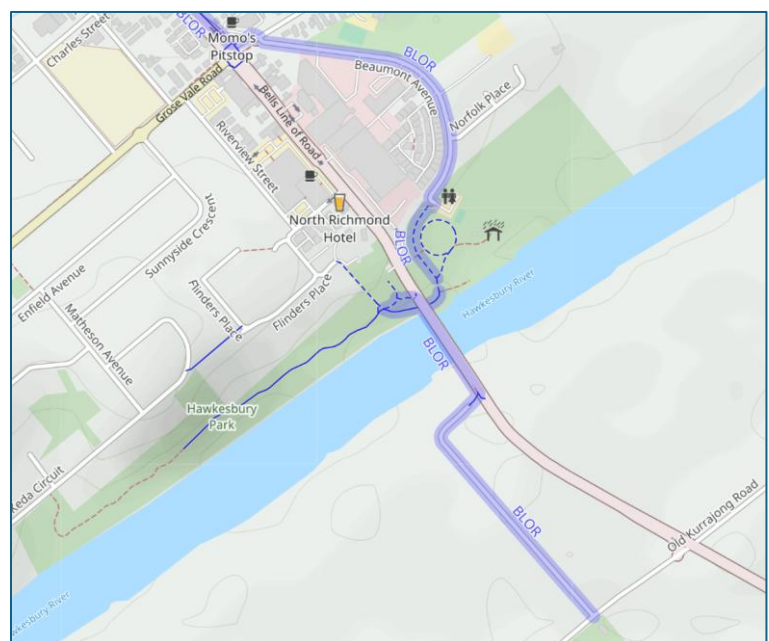 Charles Street
BLOR
Momo's
Pitstop
BLOR
Beaumont Avenue
Grose Vale Road
Bells Line of Road
Norfolk Place
Riverview Street
North Richmond
Hotel
BLOR
Sunnyside Crescent
Enfield Avenue
Flinders Place
Flinders Place
Matheson Avenue
Hawkesbury River
BLOR
Hawkesbury
Park
Keda Circuit
BLOR
Old Kurrajong Road
wkesbury River